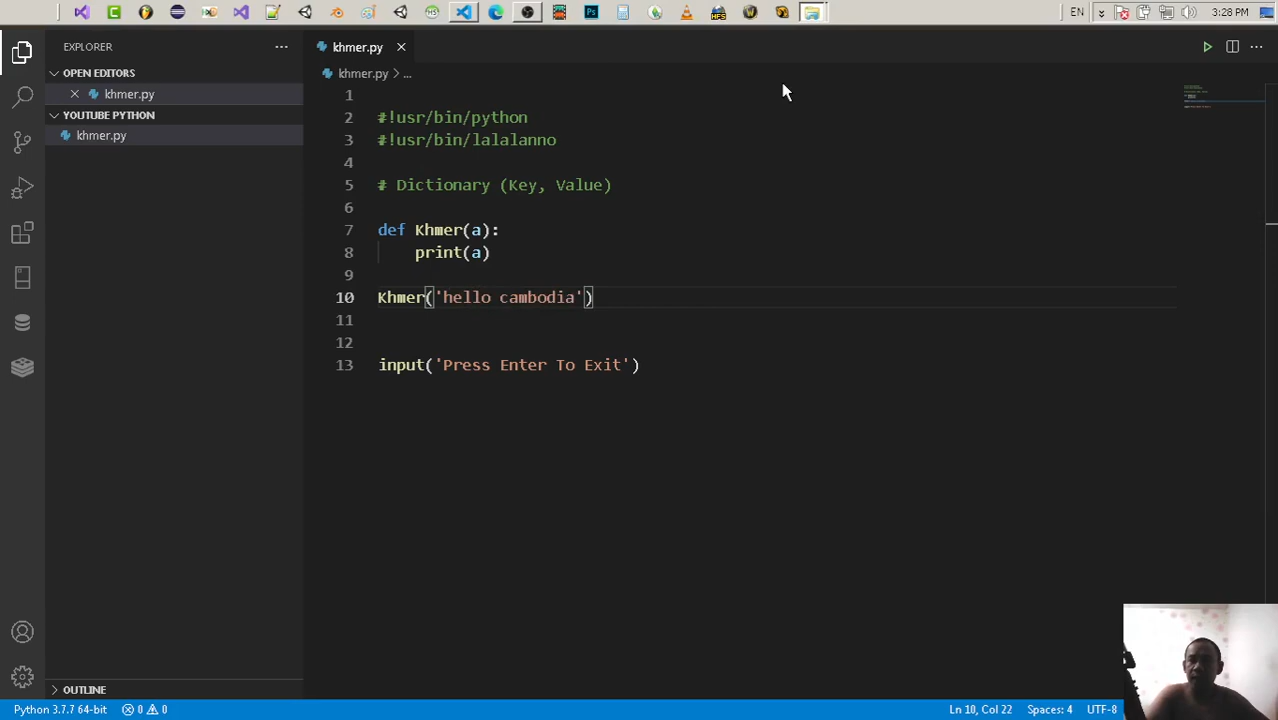 EN
3:28 PM
EXPLORER
khmer.py
OPEN EDITORS
khmer.py
YOUTUBE PYTHON
khmer.py
khmer.py > ...
1
2 #!usr/bin/python
3 #!usr/bin/lalalanno
4
5 # Dictionary (Key, Value)
6
7 def Khmer(a):
8 print(a)
9
10 Khmer('hello cambodia')
11
12
13 input('Press Enter To Exit')
OUTLINE
Python 3.7.7 64-bit
0 0
Ln 10, Col 22
Spaces: 4
UTF-8